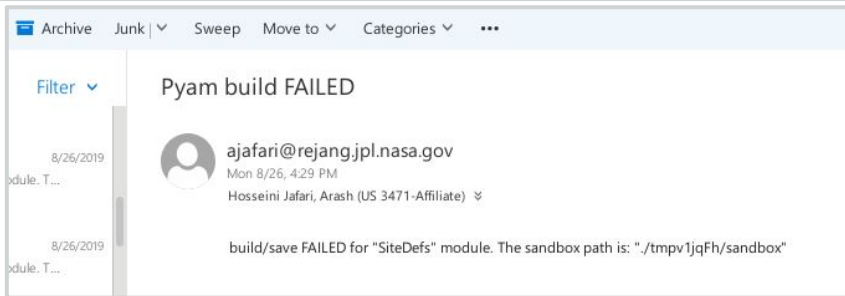 Archive Junk | Sweep Move to Categories •••
Filter
Pyam build FAILED
ajafari@rejang.jpl.nasa.gov
8/26/2019
Mon 8/26, 4:29 PM
odule. T...
Hosseini Jafari, Arash (US 3471-Affiliate)
8/26/2019
build/save FAILED for "SiteDefs" module. The sandbox path is: "./tmpv1jqFh/sandbox"
odule. T...